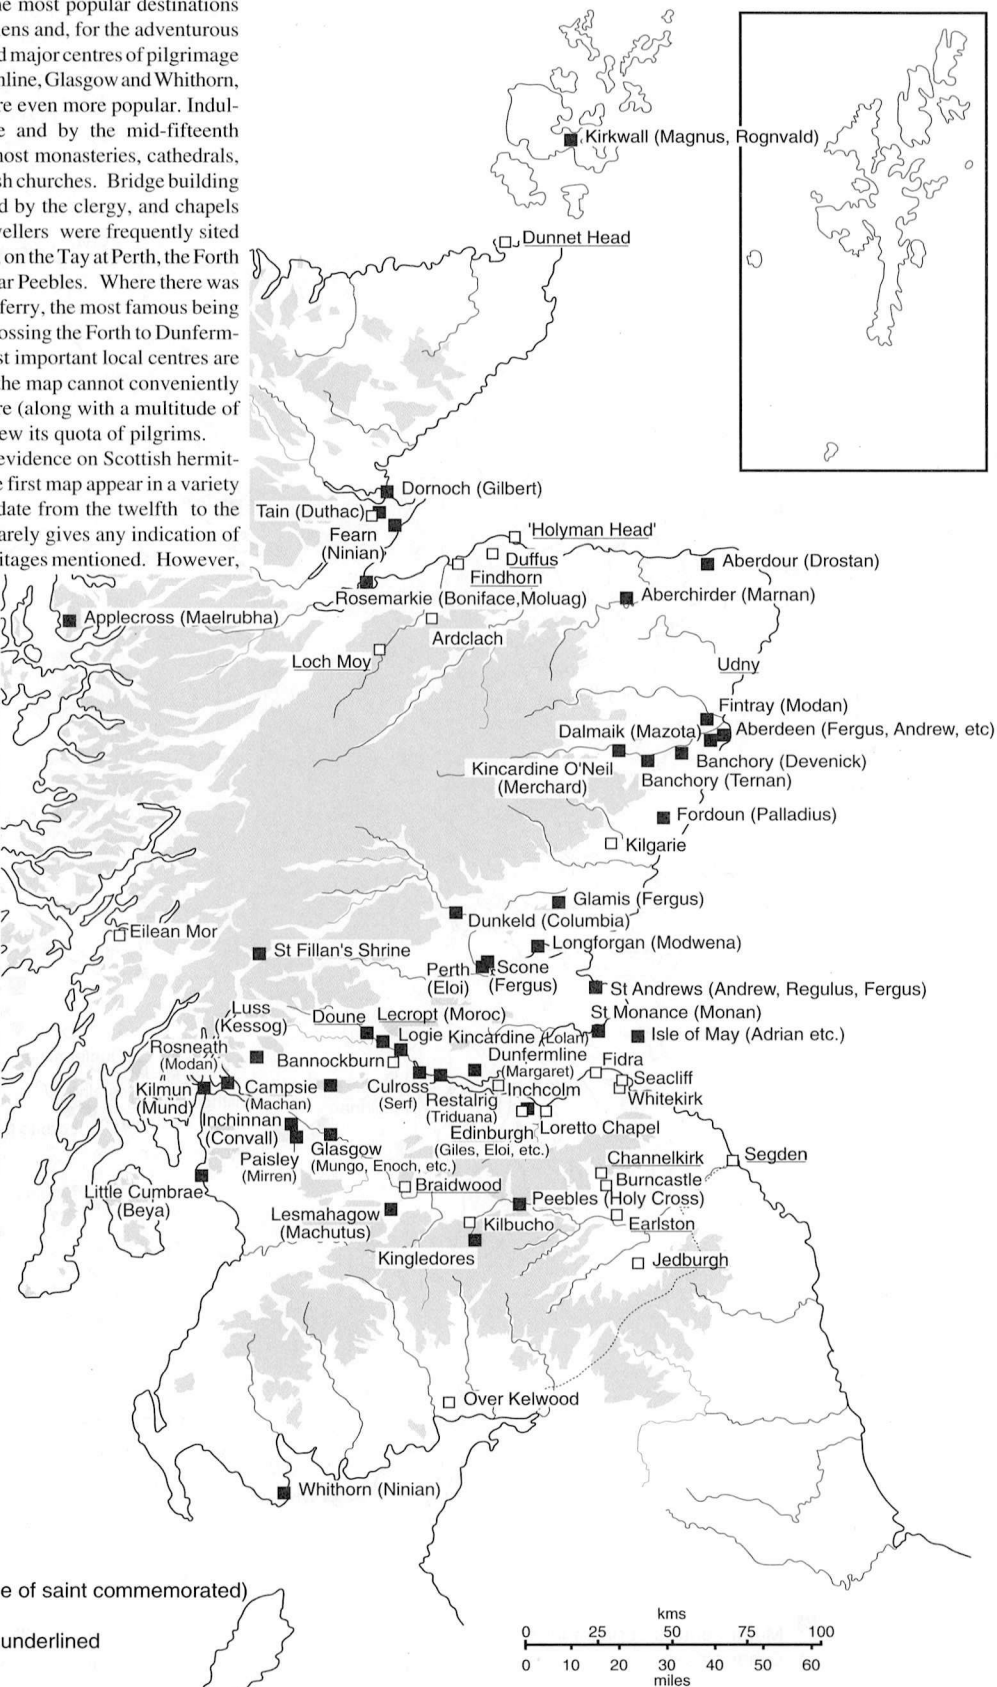 he most popular destinations
ens and, for the adventurous
d major centres of pilgrimage
nline, Glasgow and Whithorn,
re even more popular. Indul-
e and by the mid-fifteenth
nost monasteries, cathedrals,
sh churches. Bridge building
d by the clergy, and chapels
vellers were frequently sited
on the Tay at Perth, the Forth
ar Peebles. Where there was
ferry, the most famous being
ossing the Forth to Dunferm-
st important local centres are
the map cannot conveniently
re (along with a multitude of
ew its quota of pilgrims.
evidence on Scottish hermit-
e first map appear in a variety
date from the twelfth to the
arely gives any indication of
itages mentioned. However,
Kirkwall (Magnus, Rognvald)
Dunnet Head
Dornoch (Gilbert)
Tain (Duthac)
Fearn
(Ninian)
'Holyman Head'
Duffus
Findhorn
Aberdour (Drostan)
Rosemarkie (Boniface,Moluag)
Aberchirder (Marnan)
Applecross (Maelrubha)
Ardclach
Loch Moy
Udny
Fintray (Modan)
Dalmaik (Mazota)
Aberdeen (Fergus, Andrew, etc)
Banchory (Devenick)
Kincardine O'Neil
(Merchard)
Banchory (Ternan)
Fordoun (Palladius)
Kilgarie
Glamis (Fergus)
Dunkeld (Columbia)
Eilean Mor
Longforgan (Modwena)
St Fillan's Shrine
Perth
(Eloi)
Scone
(Fergus)
St Andrews (Andrew, Regulus, Fergus)
Luss
(Kessog)
Doune
Lecropt (Moroc)
St Monance (Monan)
Logie Kincardine (Lolan)
Isle of May (Adrian etc.)
Rosneath
(Modan)
Bannockburn
Dunfermline
(Margaret)
Fidra
Seacliff
Whitekirk
Kilmun
(Mund)
Campsie
(Machan)
Culross
(Serf)
Restalrig
(Triduana)
Inchcolm
Inchinnan
(Convall)
Edinburgh
(Giles, Eloi, etc.)
Loretto Chapel
Paisley
(Mirren)
Glasgow
(Mungo, Enoch, etc.)
Channelkirk
Segden
Little Cumbrae
(Beya)
Braidwood
Burncastle
Peebles (Holy Cross)
Lesmahagow
(Machutus)
Kilbucho
Earlston
Kingledores
Jedburgh
Over Kelwood
Whithorn (Ninian)
e of saint commemorated)
underlined
kms
0 25 50 75 100
0 10 20 30 40 50 60
miles